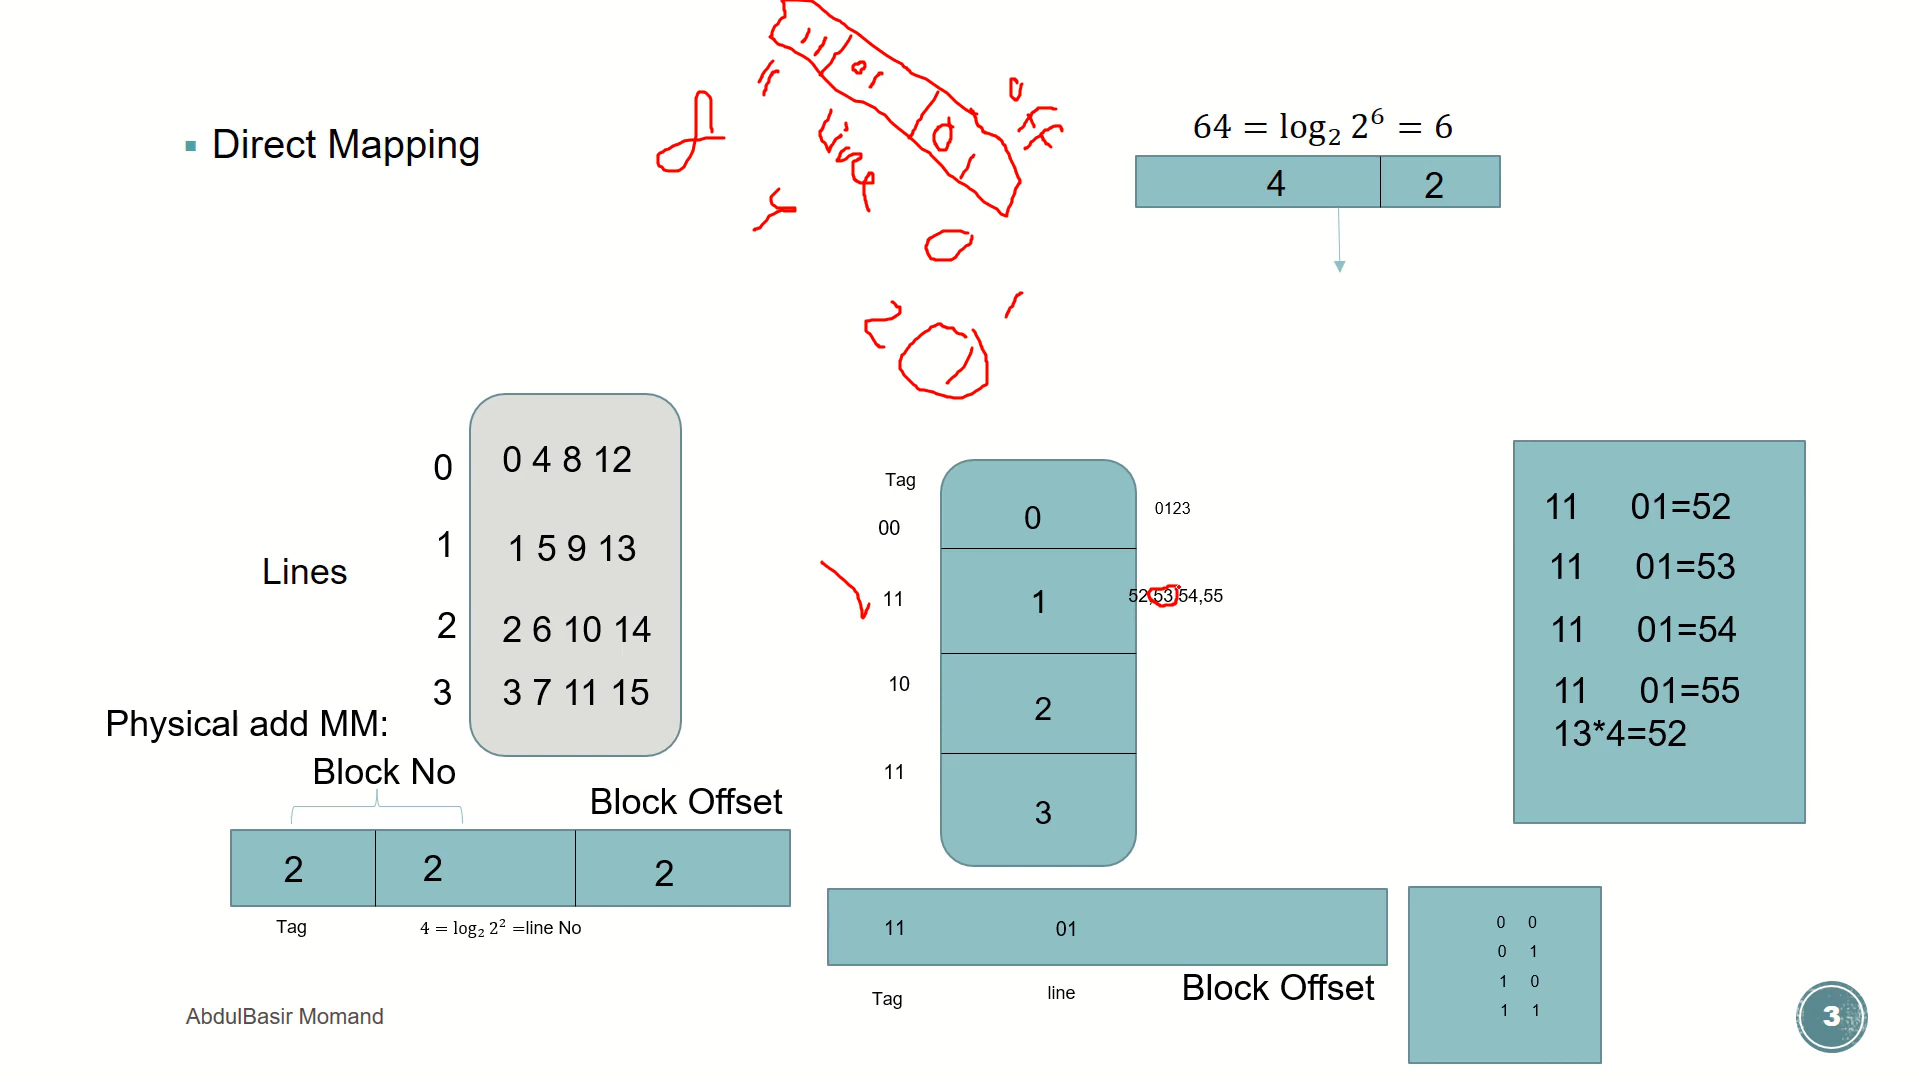 ▪ Direct Mapping
11 01 01
line
64 = log₂ 2⁶ = 6
4 2
Lines
0 0 4 8 12
1 1 5 9 13
2 2 6 10 14
3 3 7 11 15
Tag
00 0 0123
11 1 52,53,54,55
10 2
11 3
11 01=52
11 01=53
11 01=54
11 01=55
13*4=52
Physical add MM:
Block No
Block Offset
2 2 2
Tag 4 = log₂ 2² =line No
11 01
Tag line Block Offset
0 0
0 1
1 0
1 1
AbdulBasir Momand
3